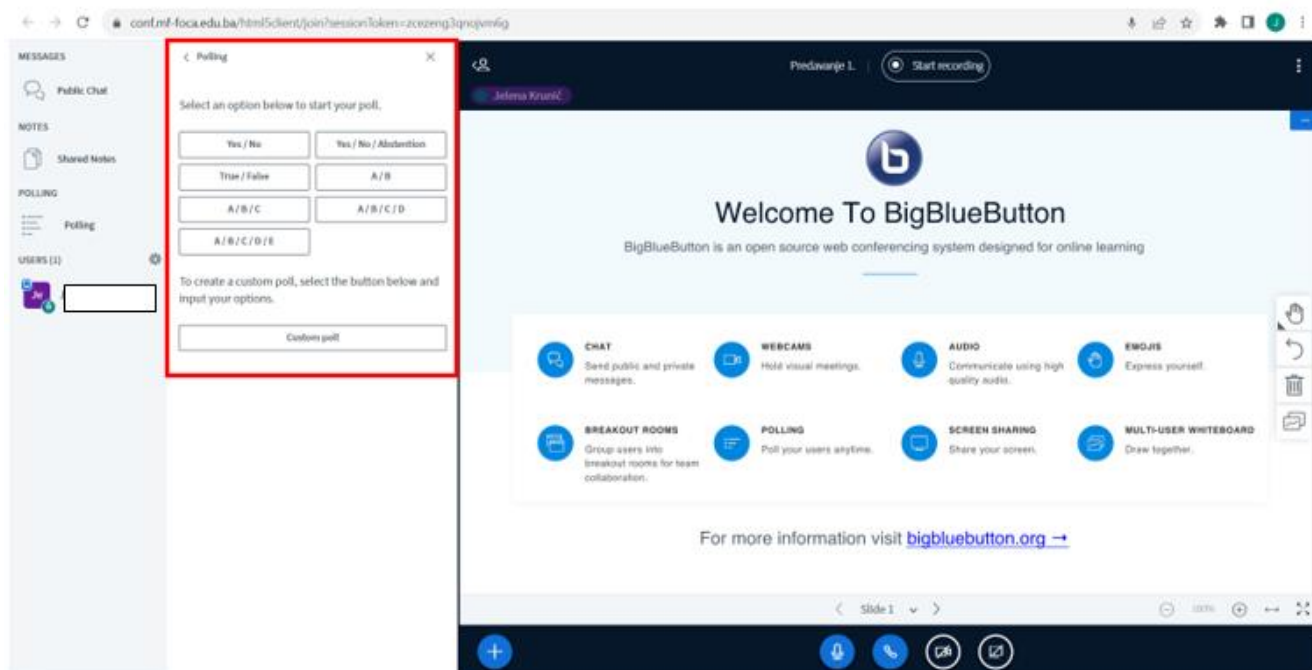 conf.mf-foca.edu.ba/html5client/join?sessionToken=zcezeng3qnojvm6g
J
MESSAGES
Public Chat
NOTES
Shared Notes
POLLING
Polling
USERS (1)
Je
Polling
Select an option below to start your poll.
Yes / No
Yes / No / Abstention
True / False
A / B
A / B / C
A / B / C / D
A / B / C / D / E
To create a custom poll, select the button below and
input your options.
Custom poll
Predavanje 1.
Start recording
Jelena Krunić
b
Welcome To BigBlueButton
BigBlueButton is an open source web conferencing system designed for online learning
CHAT
Send public and private
messages.
WEBCAMS
Hold visual meetings.
AUDIO
Communicate using high
quality audio.
EMOJIS
Express yourself.
BREAKOUT ROOMS
Group users into
breakout rooms for team
collaboration.
POLLING
Poll your users anytime.
SCREEN SHARING
Share your screen.
MULTI-USER WHITEBOARD
Draw together.
For more information visit bigbluebutton.org →
Slide 1
100%